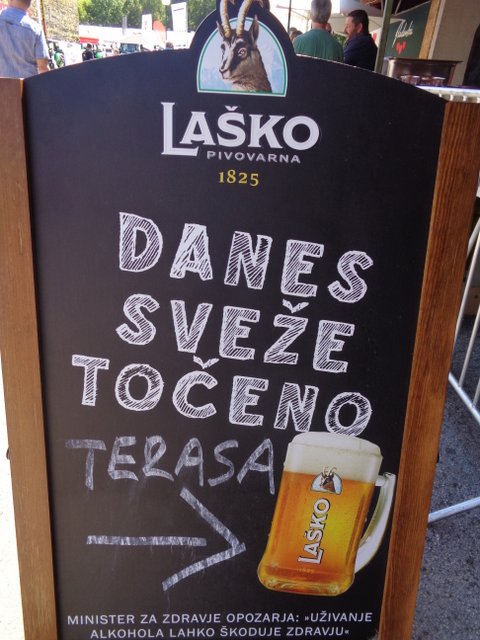 LAŠKO
PIVOVARNA
1825
DANES
SVEŽE
TOČENO
TERASA
LAŠKO
MINISTER ZA ZDRAVJE OPOZARJA: »UŽIVANJE
ALKOHOLA LAHKO ŠKODUJE ZDRAVJU«